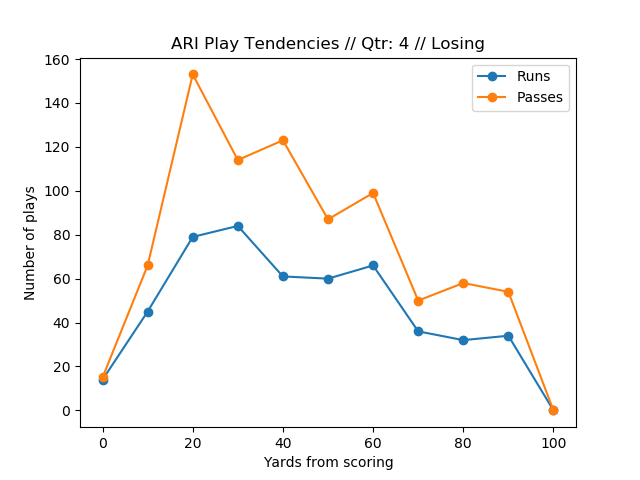 ARI Play Tendencies // Qtr: 4 // Losing
Runs
Passes
160
140
120
100
80
60
40
20
0
Number of plays
0 20 40 60 80 100
Yards from scoring